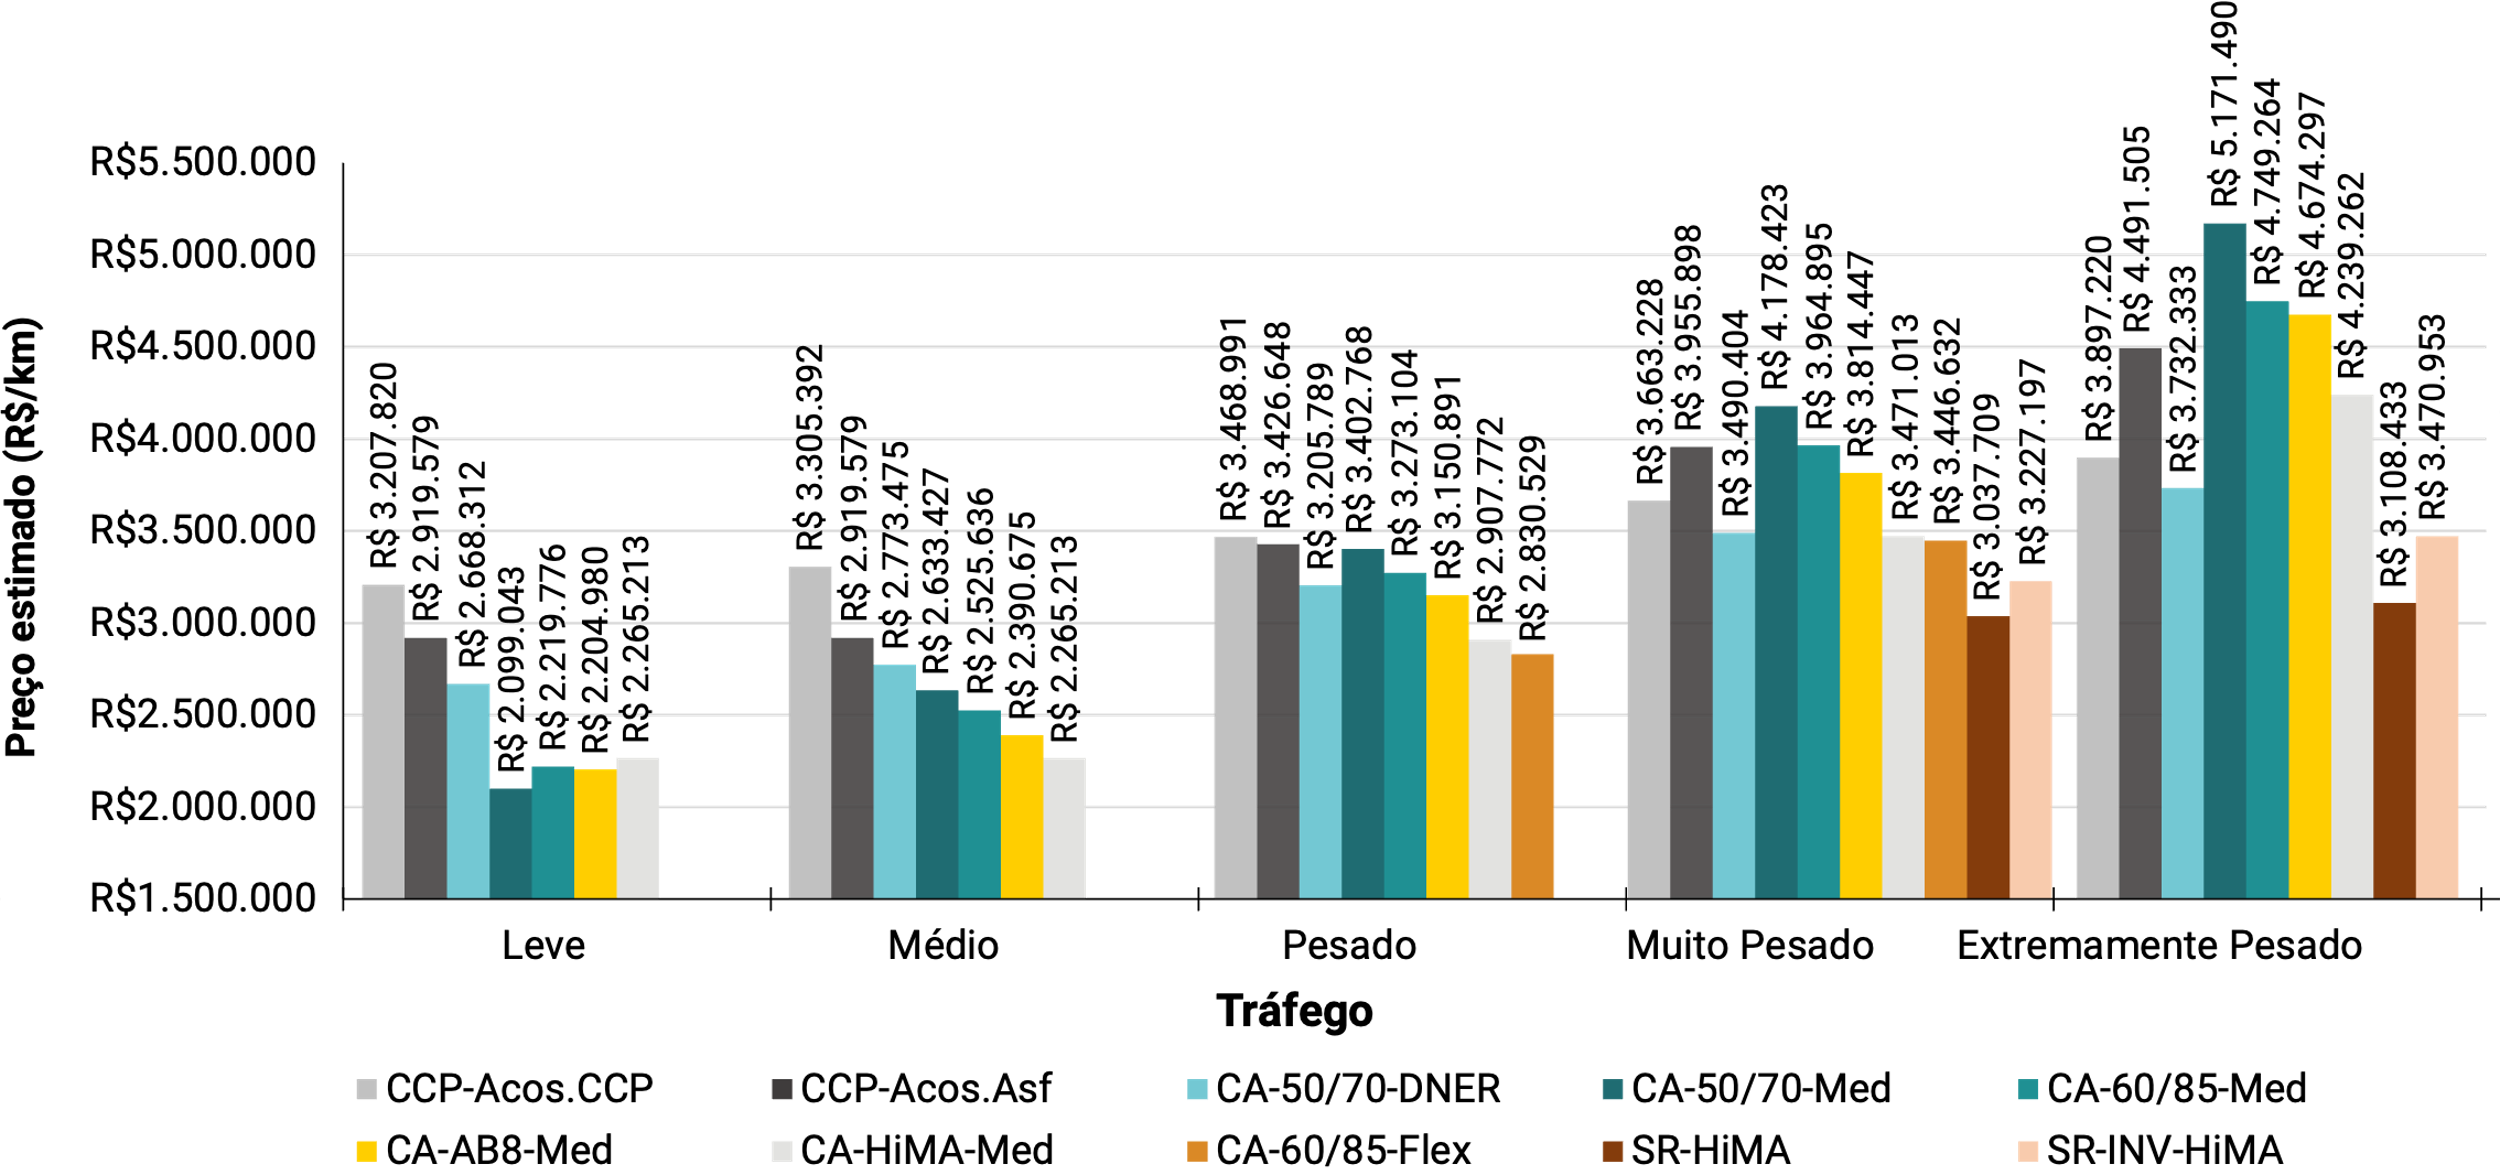 Preço estimado (R$/km)
R$5.500.000
R$5.000.000
R$4.500.000
R$4.000.000
R$3.500.000
R$3.000.000
R$2.500.000
R$2.000.000
R$1.500.000
R$ 3.207.820
R$ 2.919.579
R$ 2.668.312
R$ 2.099.043
R$ 2.219.776
R$ 2.204.980
R$ 2.265.213
R$ 3.305.392
R$ 2.919.579
R$ 2.773.475
R$ 2.633.427
R$ 2.525.636
R$ 2.390.675
R$ 2.265.213
R$ 3.468.991
R$ 3.426.648
R$ 3.205.789
R$ 3.402.768
R$ 3.273.104
R$ 3.150.891
R$ 2.907.772
R$ 2.830.529
R$ 3.663.228
R$ 3.955.898
R$ 3.490.404
R$ 4.178.423
R$ 3.964.895
R$ 3.814.447
R$ 3.471.013
R$ 3.446.632
R$ 3.037.709
R$ 3.227.197
R$ 3.897.220
R$ 4.491.505
R$ 3.732.333
R$ 5.171.490
R$ 4.749.264
R$ 4.674.297
R$ 4.239.262
R$ 3.108.433
R$ 3.470.953
Leve
Médio
Pesado
Muito Pesado
Extremamente Pesado
Tráfego
CCP-Acos.CCP
CCP-Acos.Asf
CA-50/70-DNER
CA-50/70-Med
CA-60/85-Med
CA-AB8-Med
CA-HiMA-Med
CA-60/85-Flex
SR-HiMA
SR-INV-HiMA